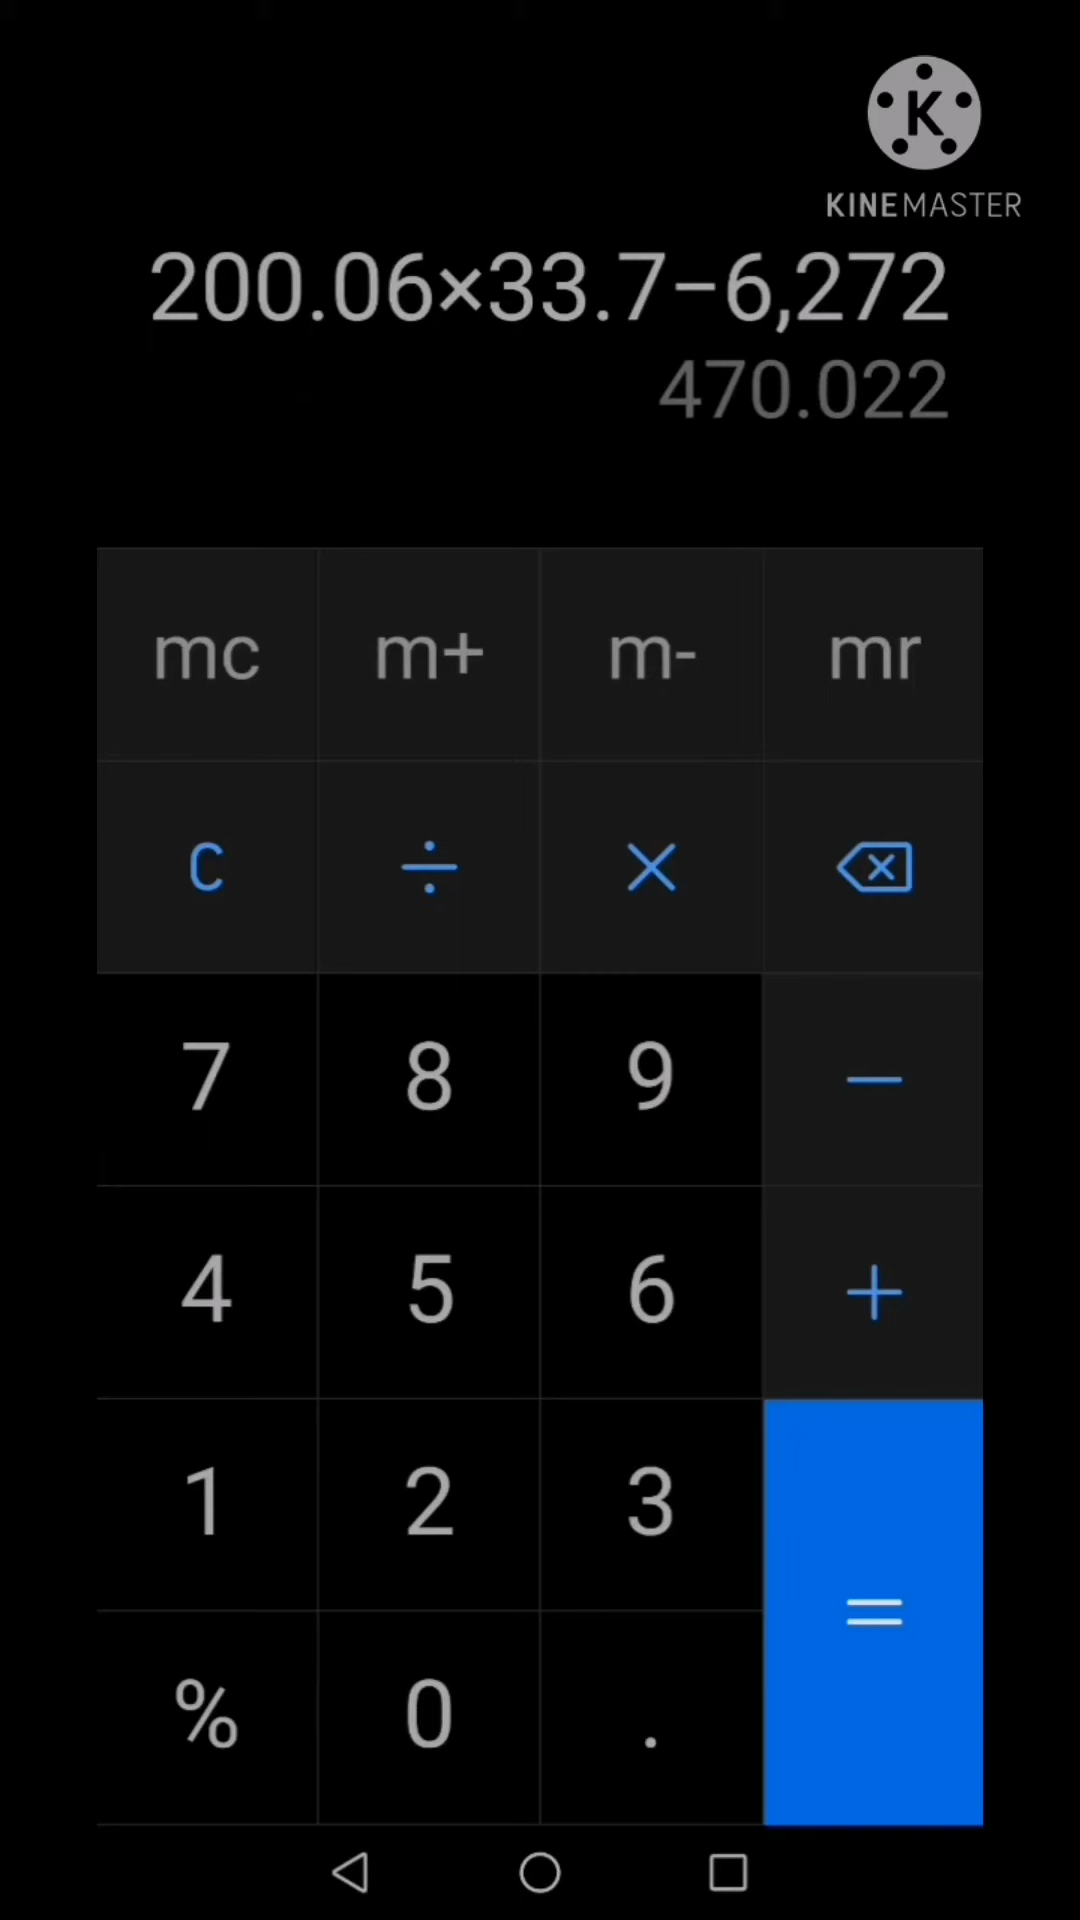 K
KINEMASTER
200.06×33.7−6,272
470.022
mc m+ m- mr
C ÷ ×
7 8 9 −
4 5 6 +
1 2 3
=
% 0 .